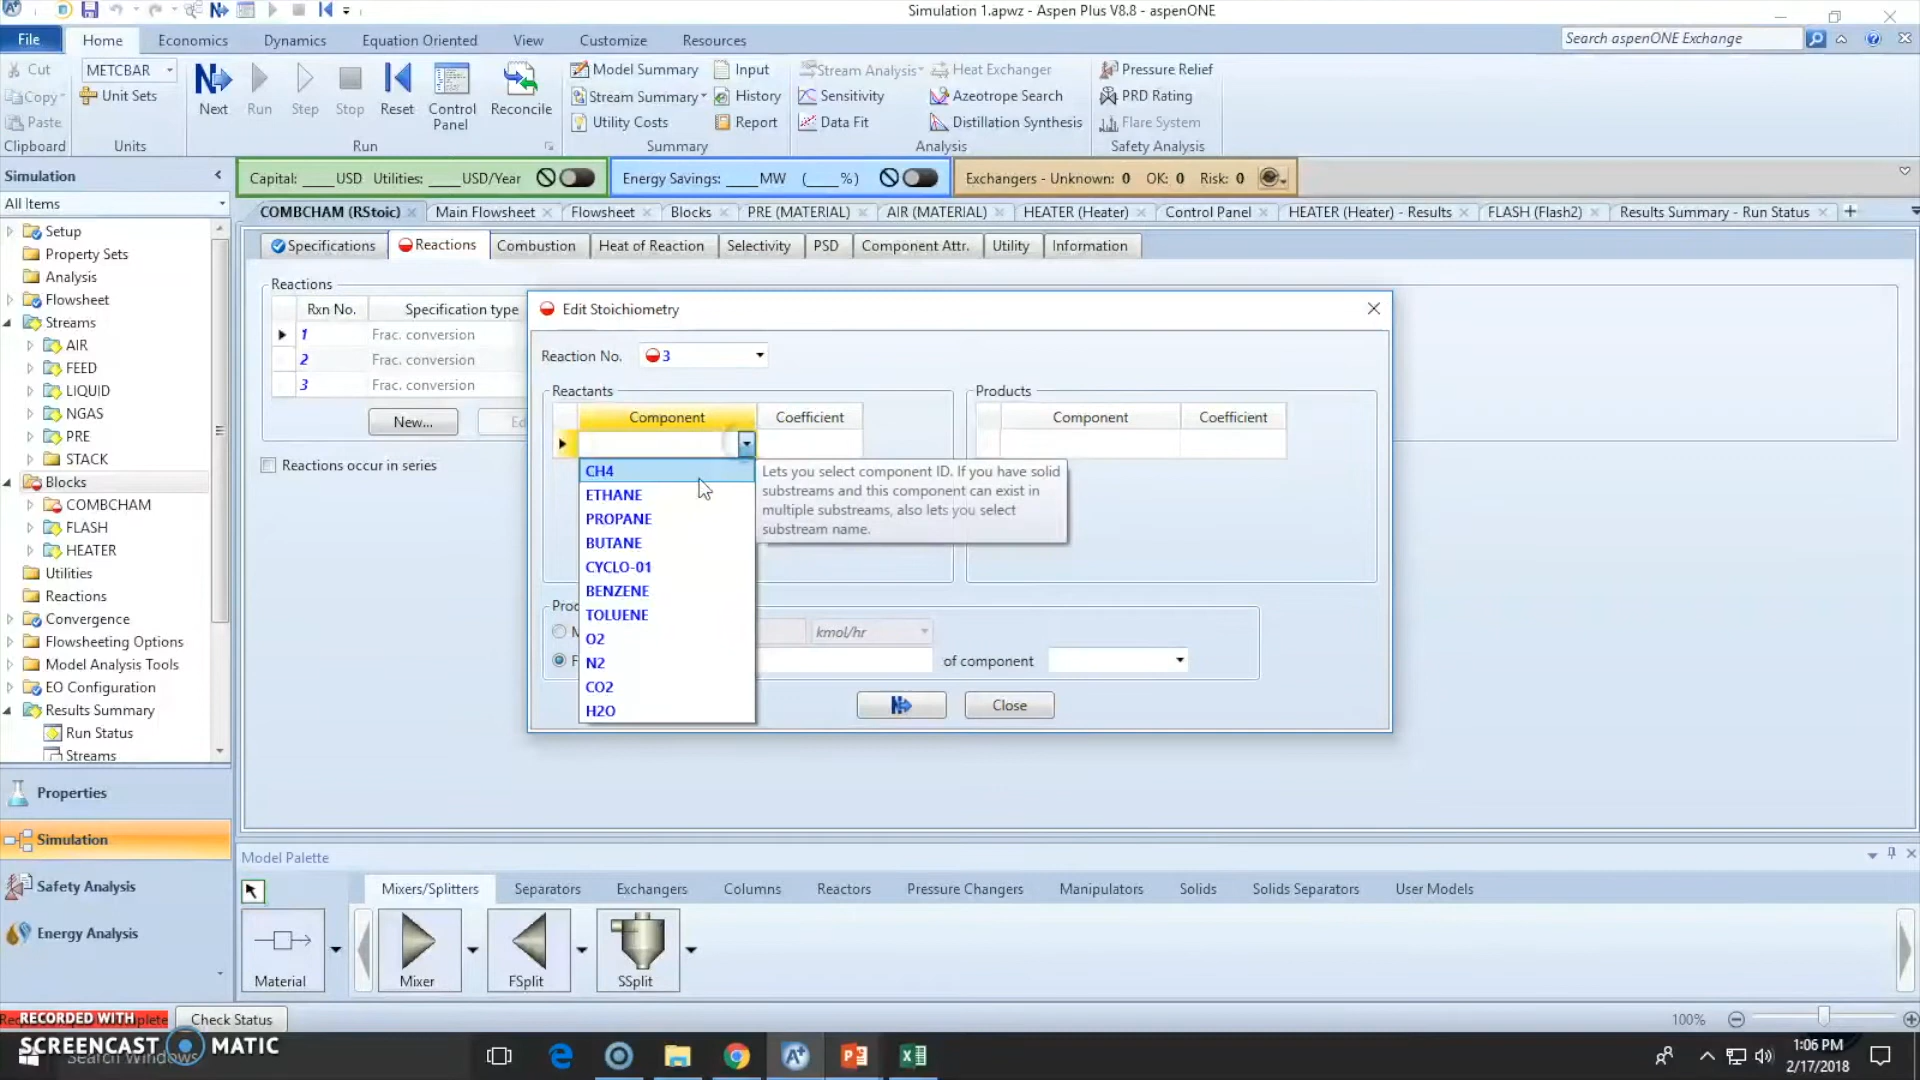 Simulation 1.apwz - Aspen Plus V8.8 - aspenONE
File
Home
Economics
Dynamics
Equation Oriented
View
Customize
Resources
Search aspenONE Exchange
Cut
METCBAR
Copy
Unit Sets
Paste
Next
Run
Step
Stop
Reset
Control
Panel
Reconcile
Model Summary
Input
Stream Summary
History
Utility Costs
Report
Stream Analysis
Heat Exchanger
Sensitivity
Azeotrope Search
Data Fit
Distillation Synthesis
Pressure Relief
PRD Rating
Flare System
Clipboard
Units
Run
Summary
Analysis
Safety Analysis
Simulation
Capital: ____ USD Utilities: ____ USD/Year
Energy Savings: ____ MW ( ____ %)
Exchangers - Unknown: 0 OK: 0 Risk: 0
All Items
COMBCHAM (RStoic)
Main Flowsheet
Flowsheet
Blocks
PRE (MATERIAL)
AIR (MATERIAL)
HEATER (Heater)
Control Panel
HEATER (Heater) - Results
FLASH (Flash2)
Results Summary - Run Status
Specifications
Reactions
Combustion
Heat of Reaction
Selectivity
PSD
Component Attr.
Utility
Information
Setup
Property Sets
Analysis
Flowsheet
Streams
AIR
FEED
LIQUID
NGAS
PRE
STACK
Blocks
COMBCHAM
FLASH
HEATER
Utilities
Reactions
Convergence
Flowsheeting Options
Model Analysis Tools
EO Configuration
Results Summary
Run Status
Streams
Properties
Simulation
Safety Analysis
Energy Analysis
Reactions
Rxn No.
Specification type
1 Frac. conversion
2 Frac. conversion
3 Frac. conversion
New...
Ed
Reactions occur in series
Edit Stoichiometry
Reaction No.
3
Reactants
Products
Component
Coefficient
Component
Coefficient
CH4
ETHANE
PROPANE
BUTANE
CYCLO-01
BENZENE
TOLUENE
O2
N2
CO2
H2O
Lets you select component ID. If you have solid
substreams and this component can exist in
multiple substreams, also lets you select
substream name.
Proc
M
kmol/hr
F
of component
Close
Model Palette
Mixers/Splitters
Separators
Exchangers
Columns
Reactors
Pressure Changers
Manipulators
Solids
Solids Separators
User Models
Material
Mixer
FSplit
SSplit
RECORDED WITH
plete
Check Status
100%
SCREENCAST MATIC
Search Windows
1:06 PM
2/17/2018